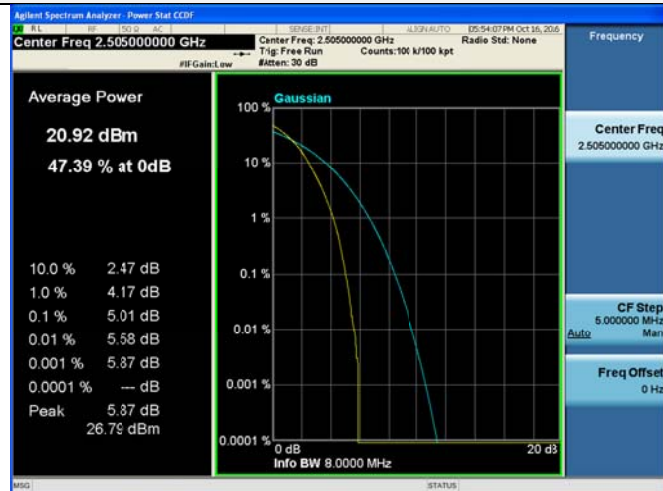 Agilent Spectrum Analyzer - Power Stat CCDF
RL RF 50 Ω AC SENSE:INT ALIGN AUTO 05:54:07 PM Oct 16, 2016
Center Freq 2.505000000 GHz
Center Freq: 2.505000000 GHz
Radio Std: None
Trig: Free Run Counts:100 k/100 kpt
#IFGain:Low #Atten: 30 dB
Frequency
Average Power
20.92 dBm
47.39 % at 0dB
10.0 % 2.47 dB
1.0 % 4.17 dB
0.1 % 5.01 dB
0.01 % 5.58 dB
0.001 % 5.87 dB
0.0001 % --- dB
Peak 5.87 dB
26.79 dBm
100 %
Gaussian
10 %
1 %
0.1 %
0.01 %
0.001 %
0.0001 %
0 dB
20 dB
Info BW 8.0000 MHz
Center Freq
2.505000000 GHz
CF Step
5.000000 MHz
Auto Man
Freq Offset
0 Hz
MSG
STATUS